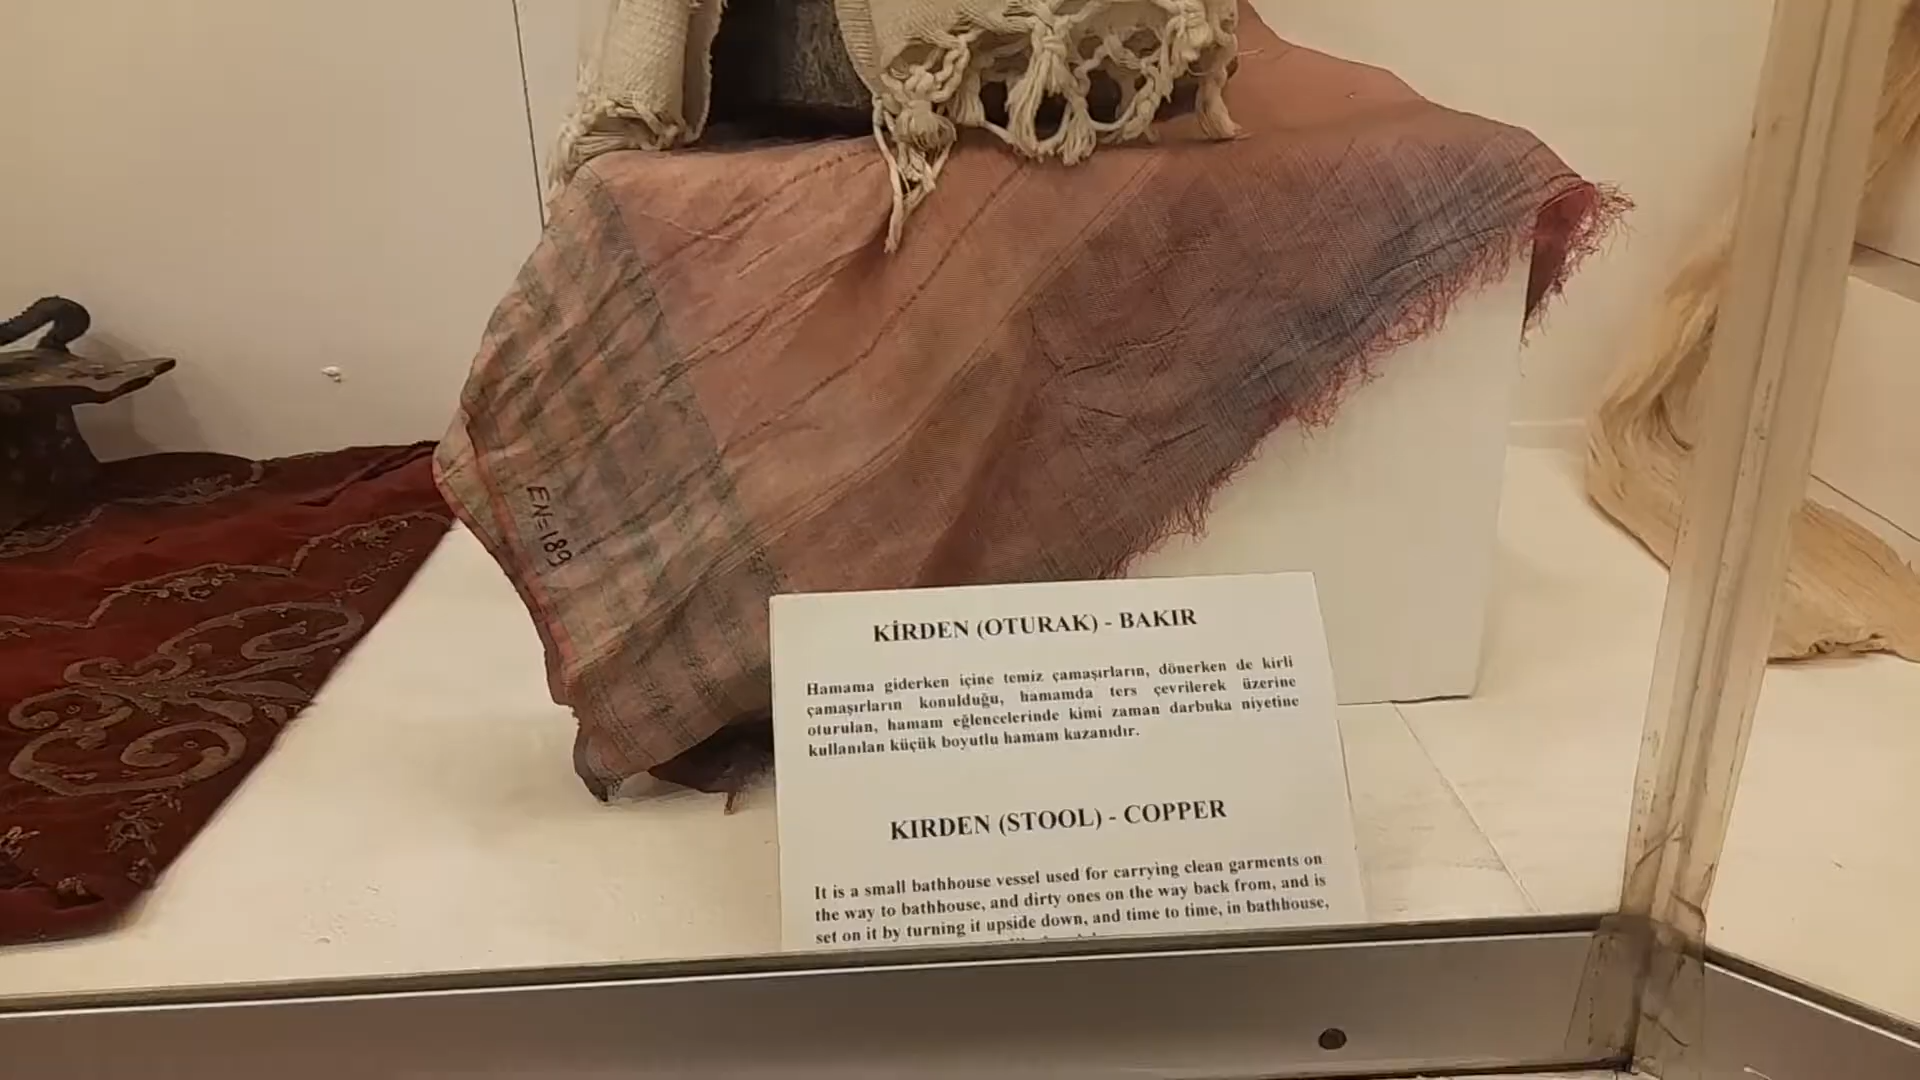 EN=189
KİRDEN (OTURAK) - BAKIR
Hamama giderken içine temiz çamaşırların, dönerken de kirli
çamaşırların konulduğu, hamamda ters çevrilerek üzerine
oturulan, hamam eğlencelerinde kimi zaman darbuka niyetine
kullanılan küçük boyutlu hamam kazanıdır.
KIRDEN (STOOL) - COPPER
It is a small bathhouse vessel used for carrying clean garments on
the way to bathhouse, and dirty ones on the way back from, and is
set on it by turning it upside down, and time to time, in bathhouse,